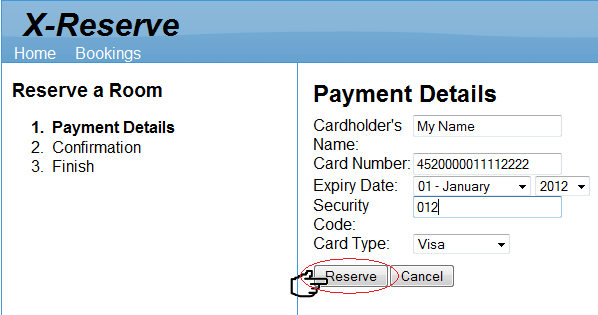 X-Reserve
Home Bookings
Reserve a Room
1. Payment Details
2. Confirmation
3. Finish
Payment Details
Cardholder's Name: My Name
Card Number: 4520000011112222
Expiry Date: 01 - January 2012
Security Code: 012
Card Type: Visa
Reserve Cancel